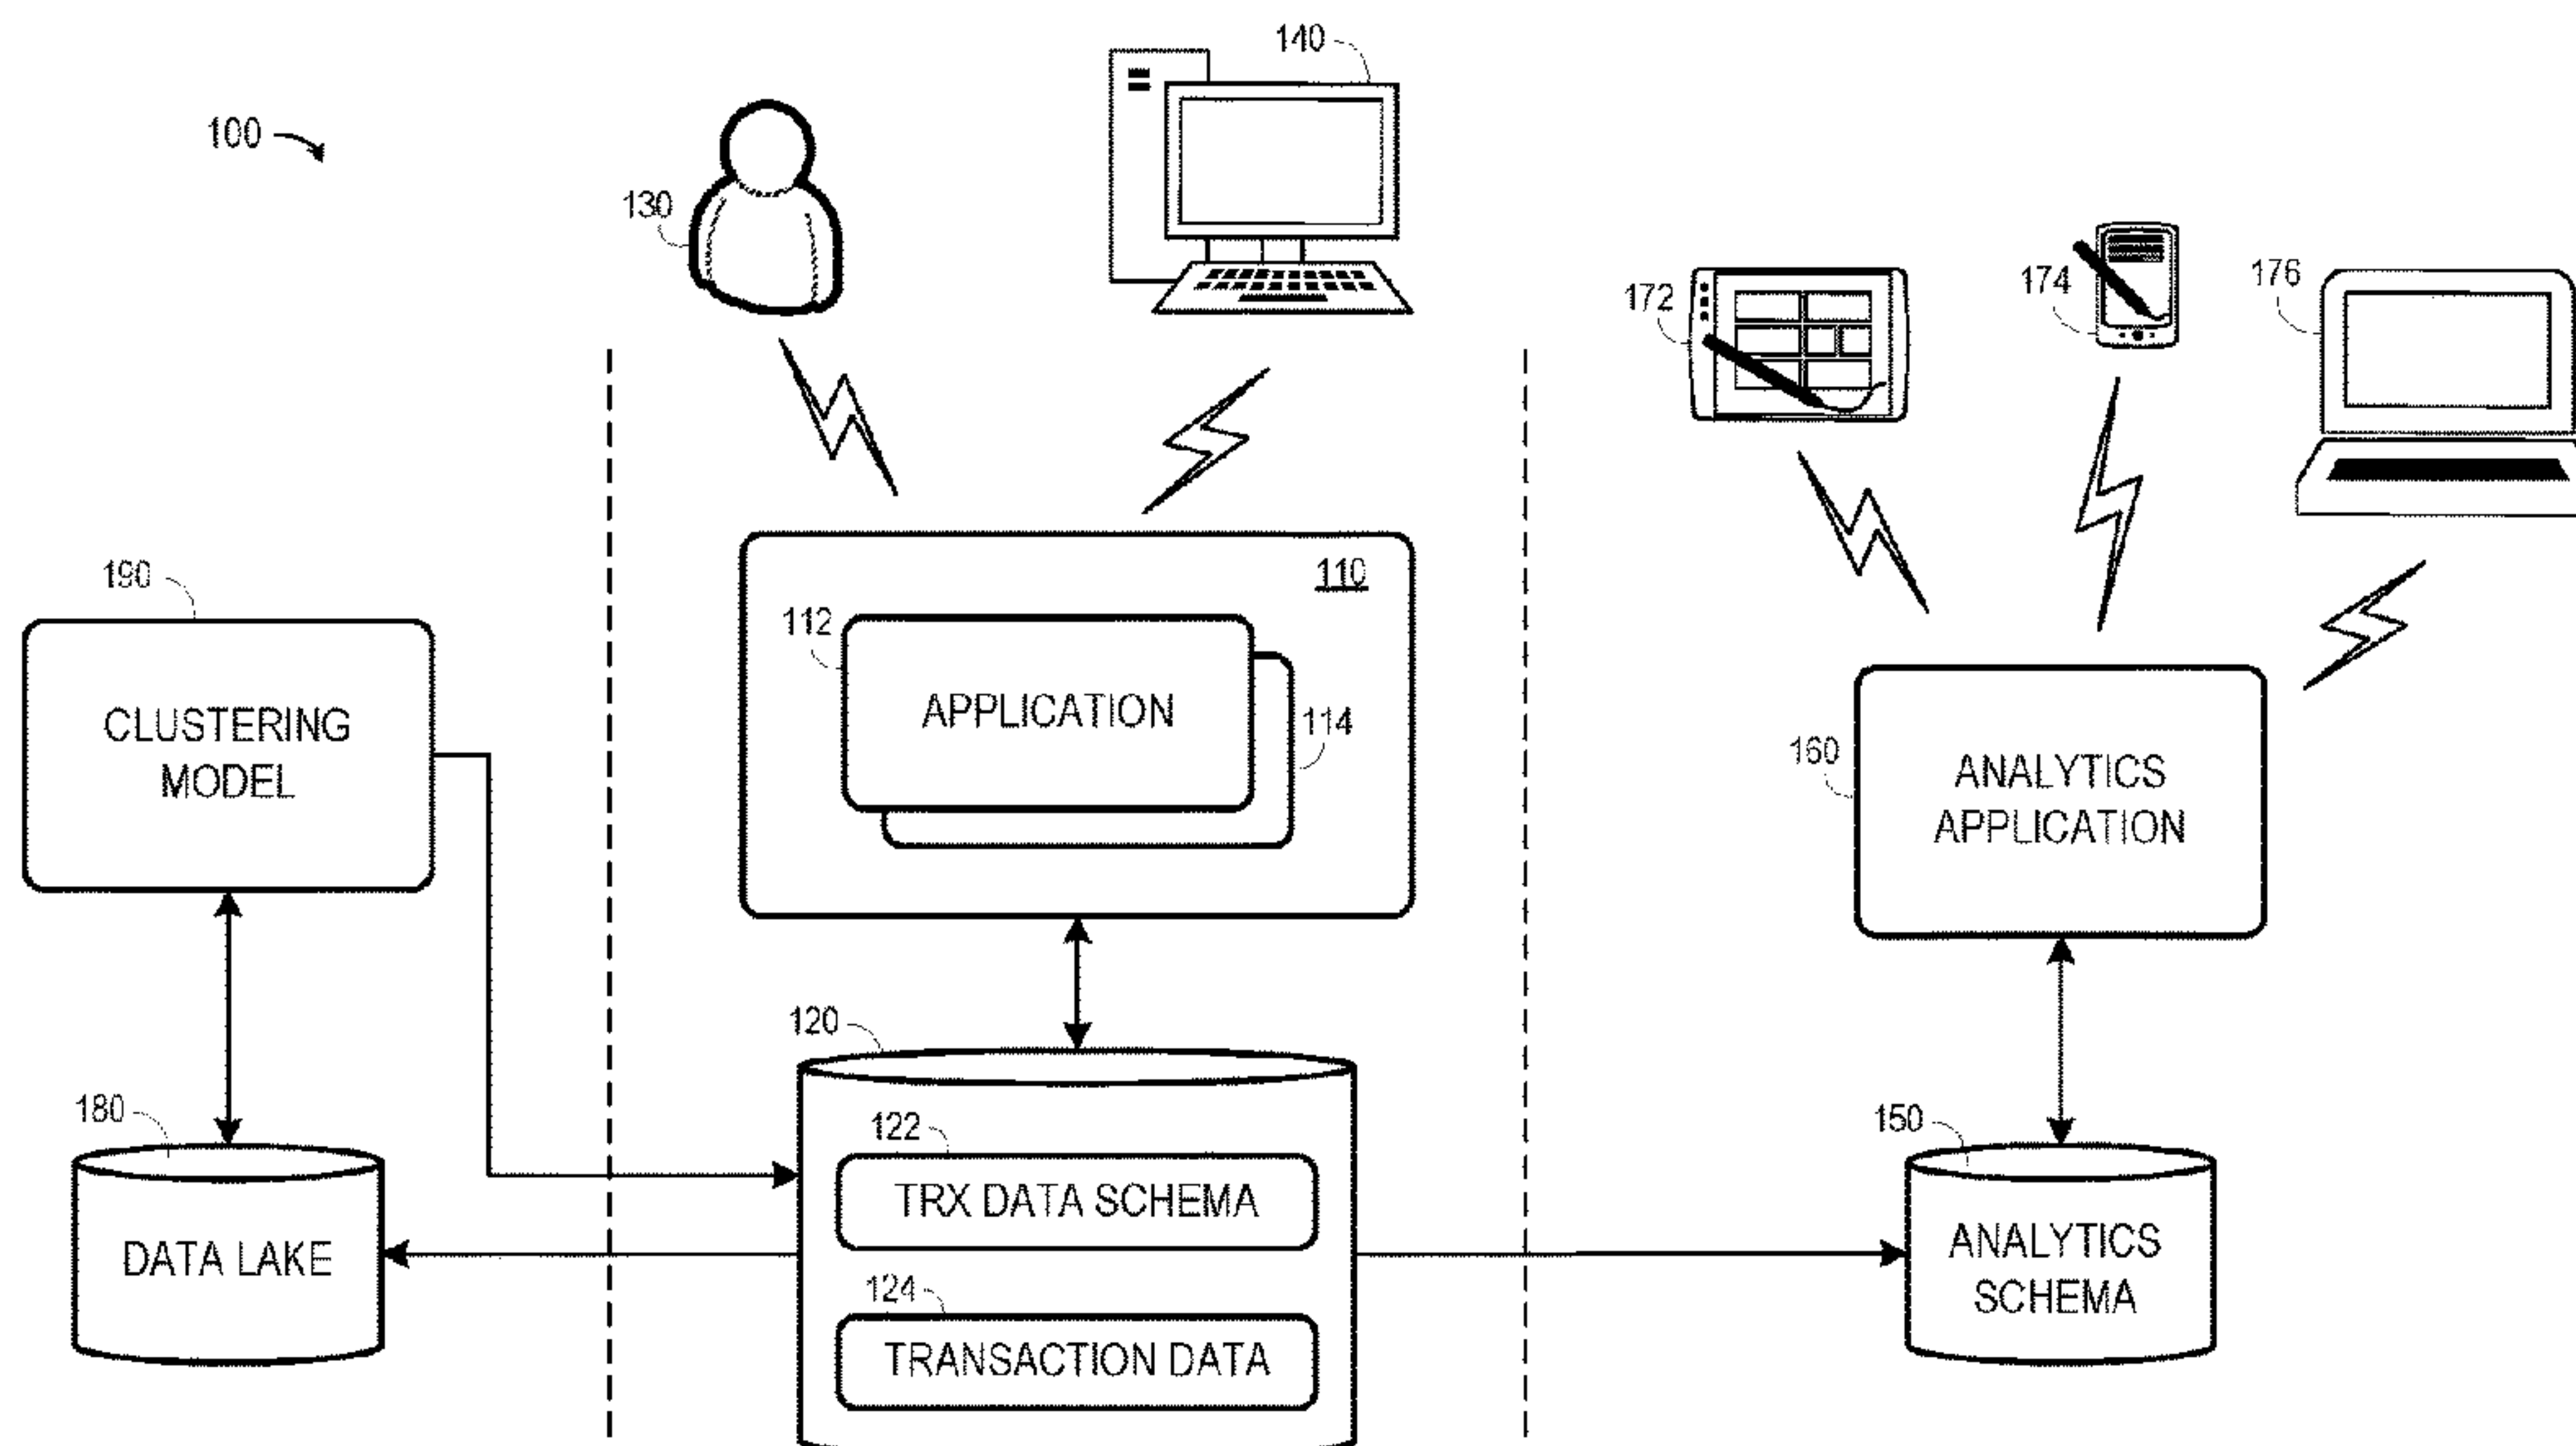 140
100
130
174
176
172
110
190
112
APPLICATION
114
CLUSTERING
MODEL
160
ANALYTICS
APPLICATION
120
180
122
150
TRX DATA SCHEMA
DATA LAKE
ANALYTICS
SCHEMA
124
TRANSACTION DATA